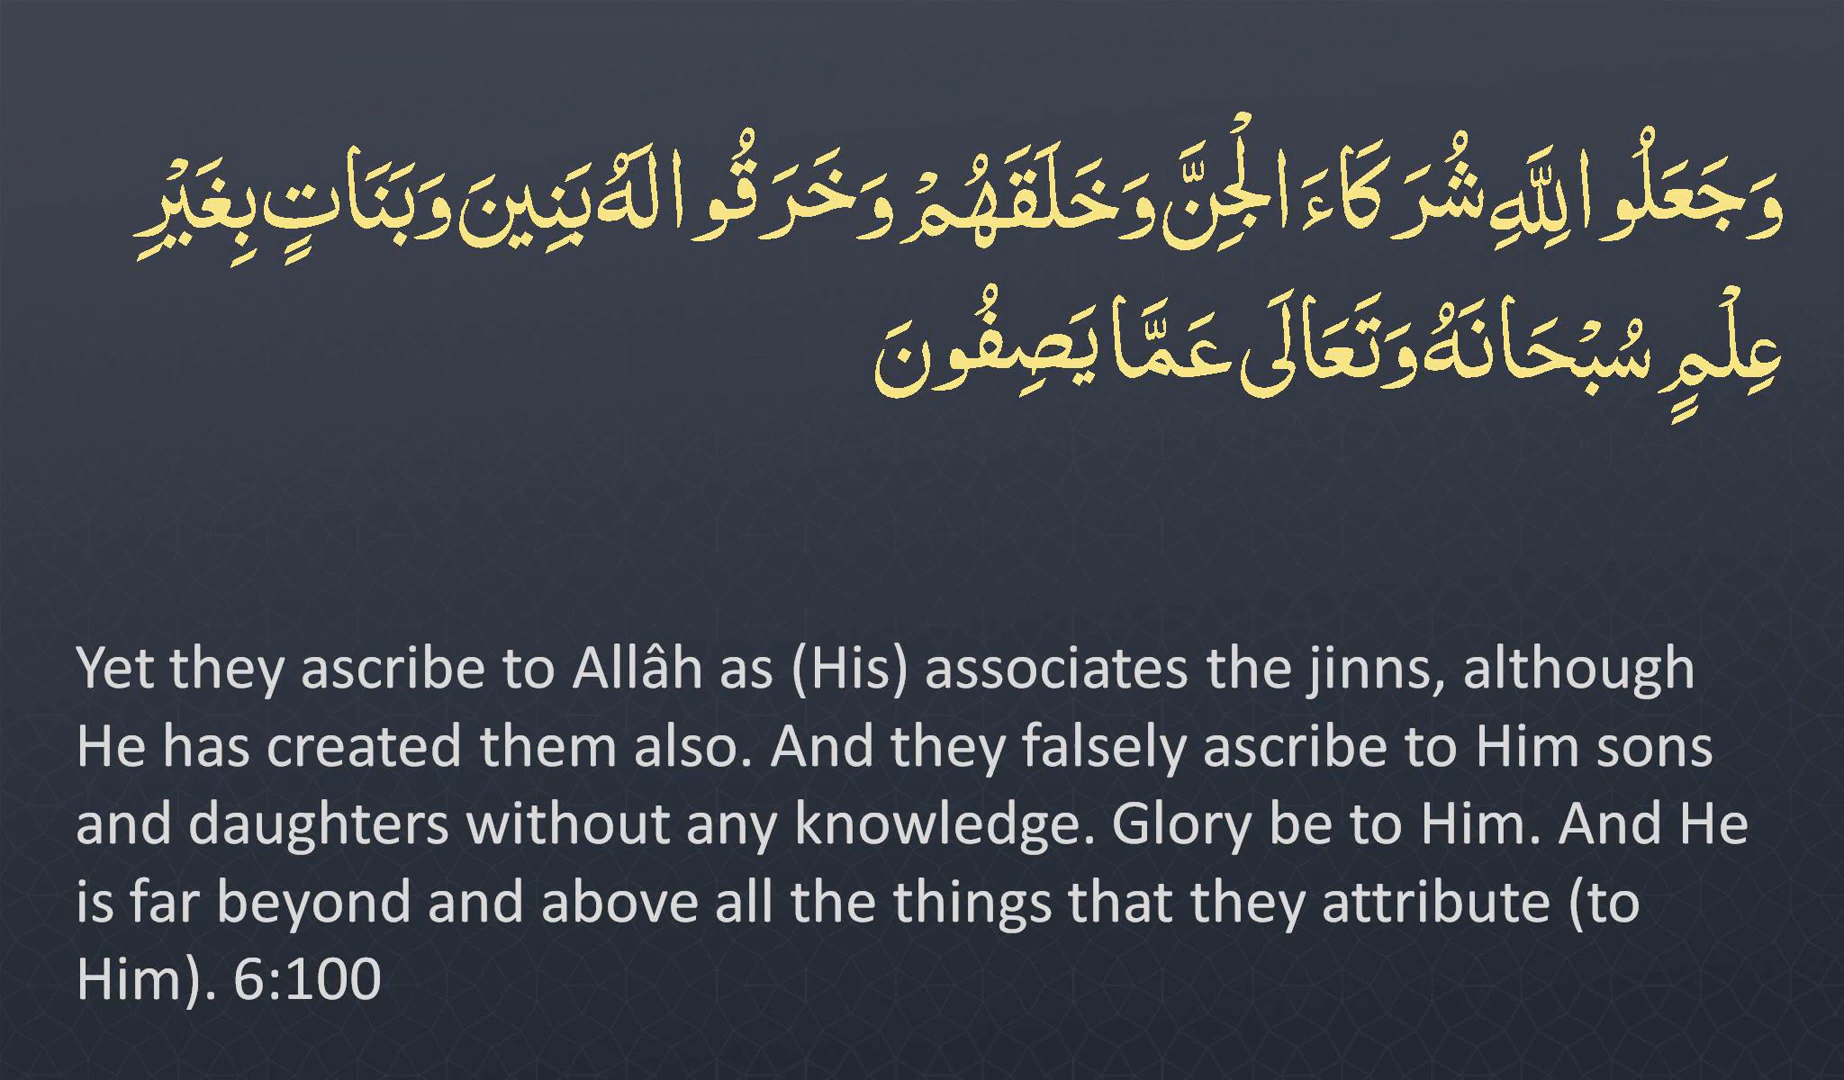 وَجَعَلُوا لِلَّهِ شُرَكَاءَ الْجِنَّ وَخَلَقَهُمْ وَخَرَقُوا لَهُ بَنِينَ وَبَنَاتٍ بِغَيْرِ
عِلْمٍ سُبْحَانَهُ وَتَعَالَى عَمَّا يَصِفُونَ
Yet they ascribe to Allâh as (His) associates the jinns, although
He has created them also. And they falsely ascribe to Him sons
and daughters without any knowledge. Glory be to Him. And He
is far beyond and above all the things that they attribute (to
Him). 6:100